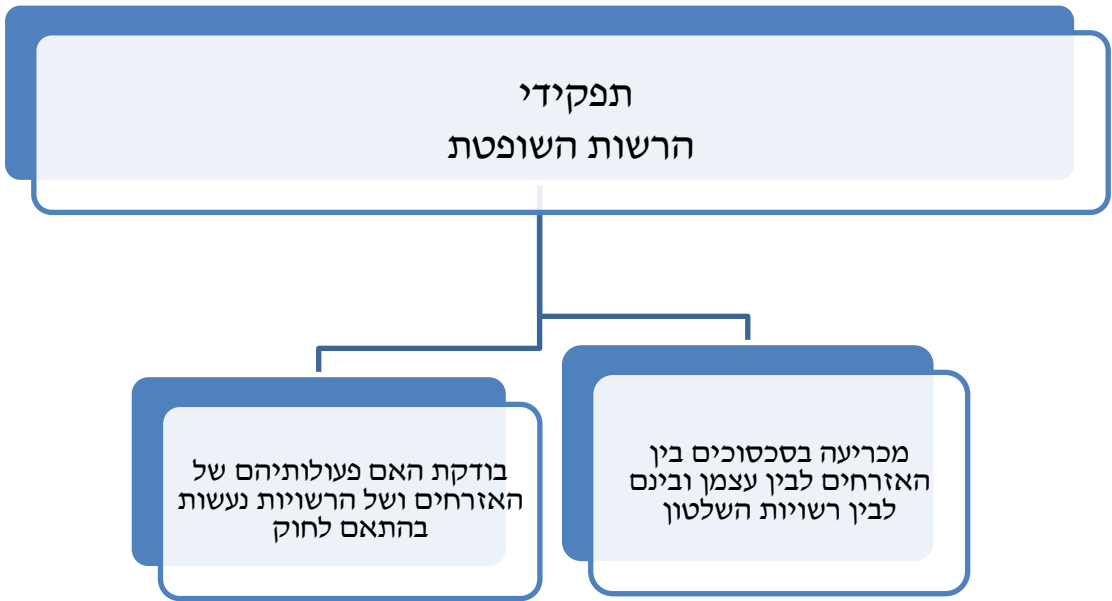 תפקידי
הרשות השופטת
מכריעה בסכסוכים בין
האזרחים לבין עצמן ובינם
לבין רשויות השלטון
בודקת האם פעולותיהם של
האזרחים ושל הרשויות נעשות
בהתאם לחוק